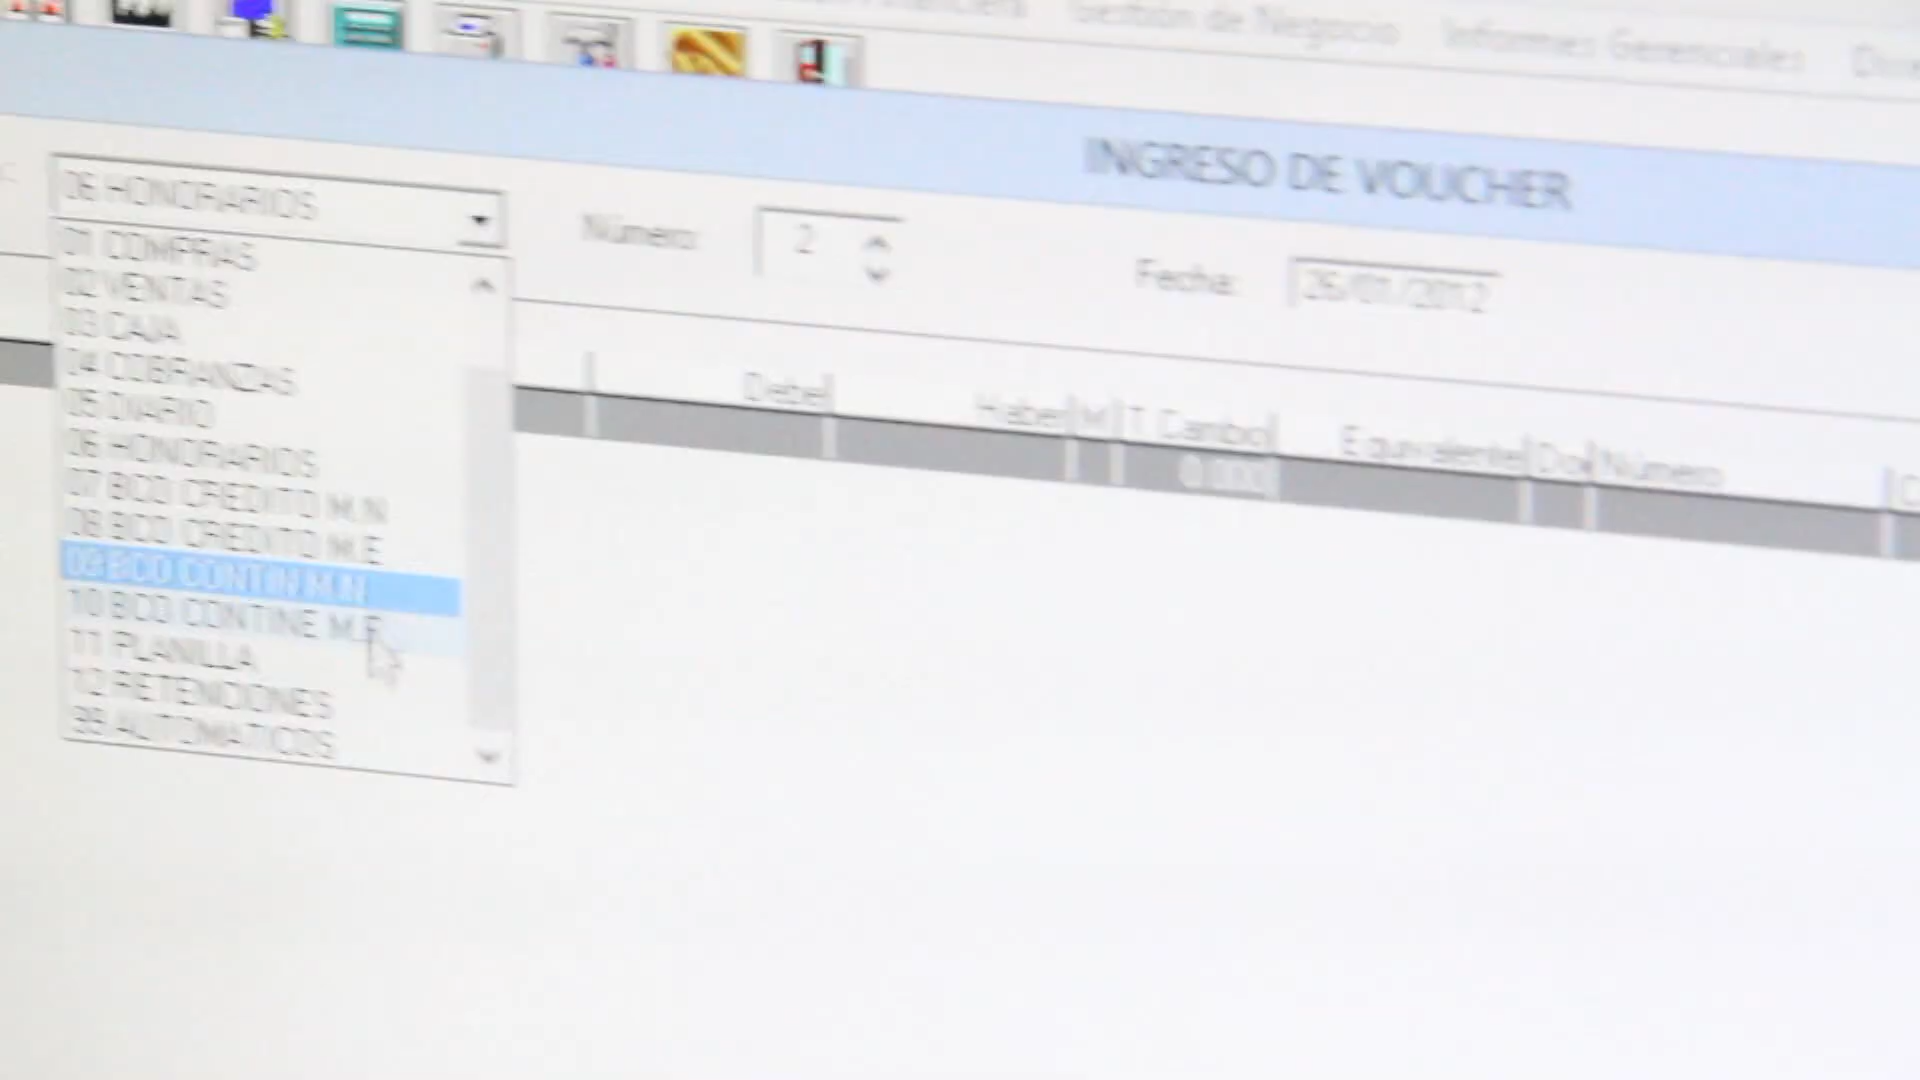 Gestión de Negocio Informes Gerenciales
INGRESO DE VOUCHER
06 HONORARIOS
Número 2
Fecha: 26/01/2012
01 COMPRAS
02 VENTAS
03 CAJA
04 COBRANZAS
05 DIARIO
06 HONORARIOS
07 BCO CREDITO M.N
08 BCO CREDITO M.E
09 BCO CONTIN M.N
10 BCO CONTINE M.E
11 PLANILLA
12 RETENCIONES
AUTOMATICOS
Debe Haber M T. Cambio Equivalente Do Número
0.000